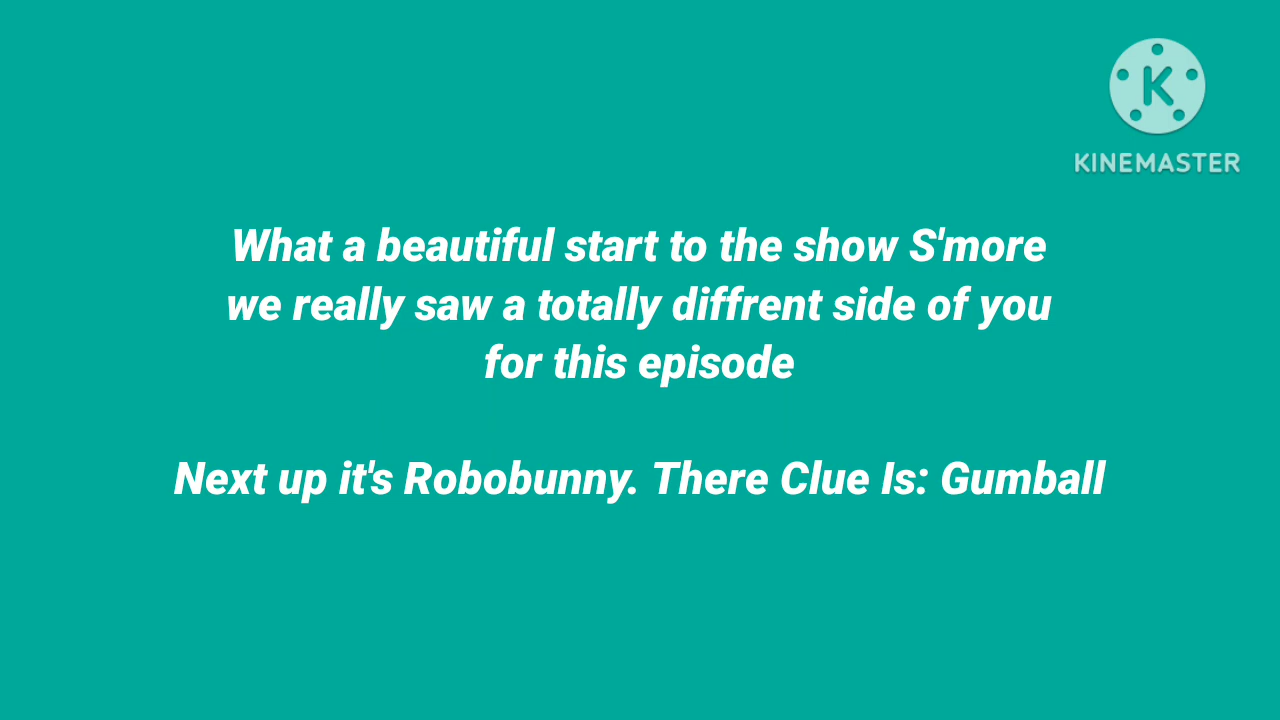 K
KINEMASTER
What a beautiful start to the show S'more
we really saw a totally diffrent side of you
for this episode
Next up it's Robobunny. There Clue Is: Gumball